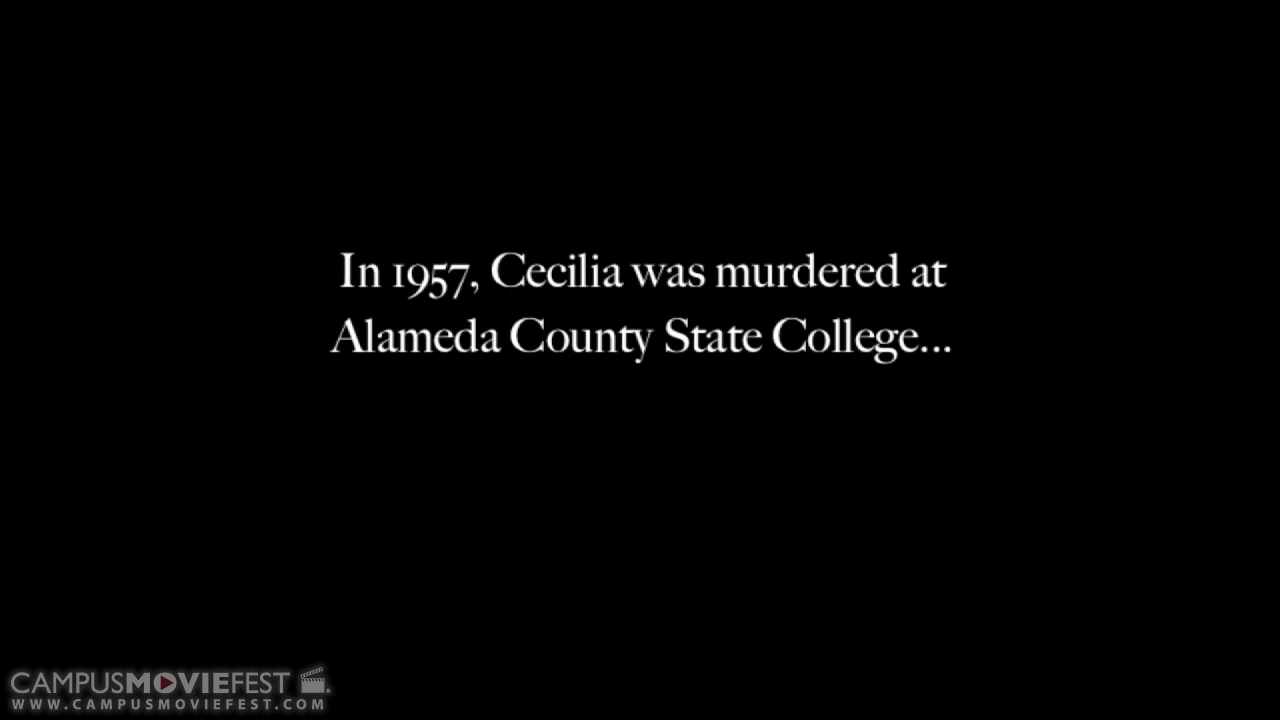 In 1957, Cecilia was murdered at
Alameda County State College...
CAMPUSMOVIEFEST
WWW.CAMPUSMOVIEFEST.COM